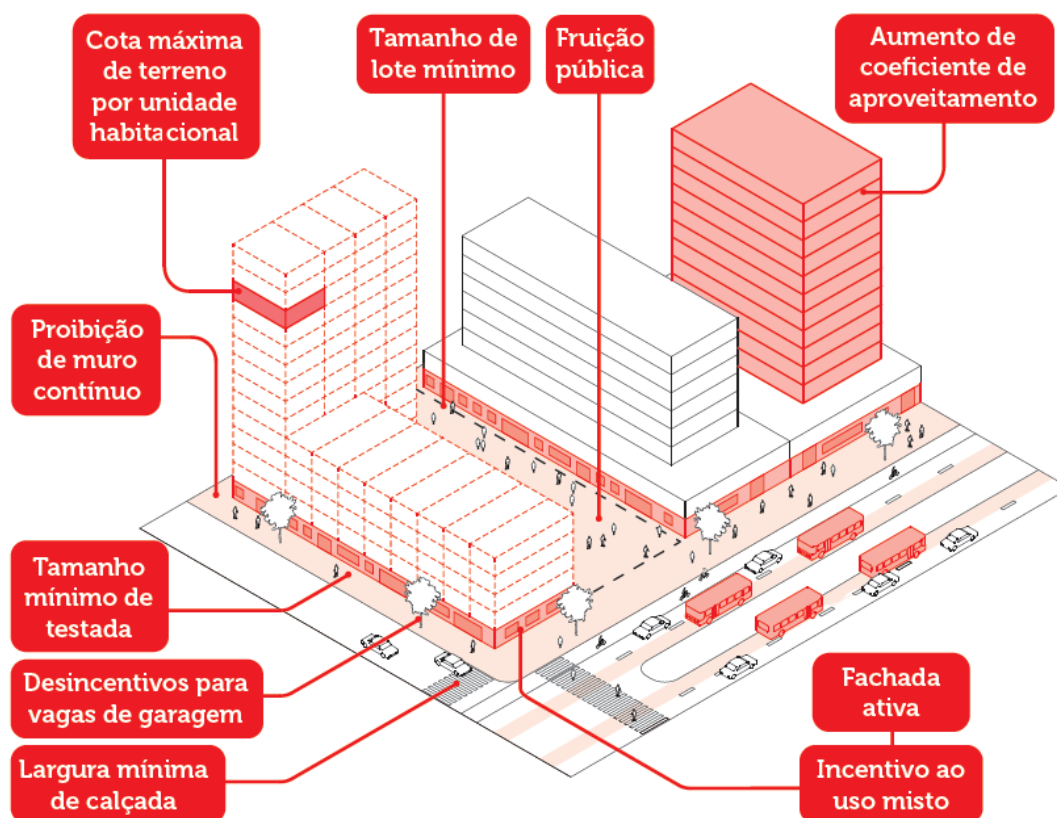 Cota máxima
de terreno
por unidade
habitacional
Tamanho de
lote mínimo
Fruição
pública
Aumento de
coeficiente de
aproveitamento
Proibição
de muro
contínuo
Tamanho
mínimo de
testada
Desincentivos para
vagas de garagem
Largura mínima
de calçada
Fachada
ativa
Incentivo ao
uso misto